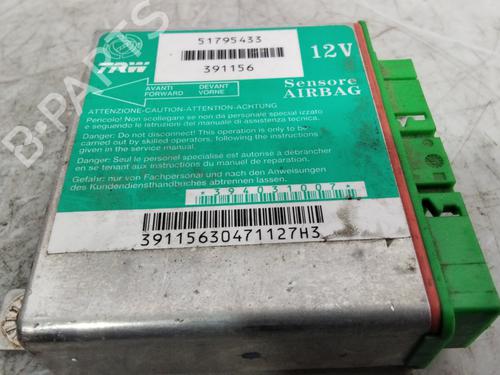 51795433
391156
12V
TRW
AVANTI
FORWARD
DEVANT
VORNE
Sensore
AIRBAG
ATTENZIONE-CAUTION-ATTENTION-ACHTUNG
Pericolo! Non scollegare se non da personale specializzato
e seguendo le istruzioni del manuale di assistenza tecnica.
Danger: Do not disconnect! This operation is only to be
carried out by skilled operators, following the instructions
given in the service manual.
Danger: Seul le personel specialisé est autorisé à débrancher
en se tenant aux instructions du manuel de réparation.
Gefahr: nur von Fachpersonal und nach den Anweisungen
des Kundendiensthandbuches abtrennen lassen.
*394031007*
39115630471127H3
B-PARTS